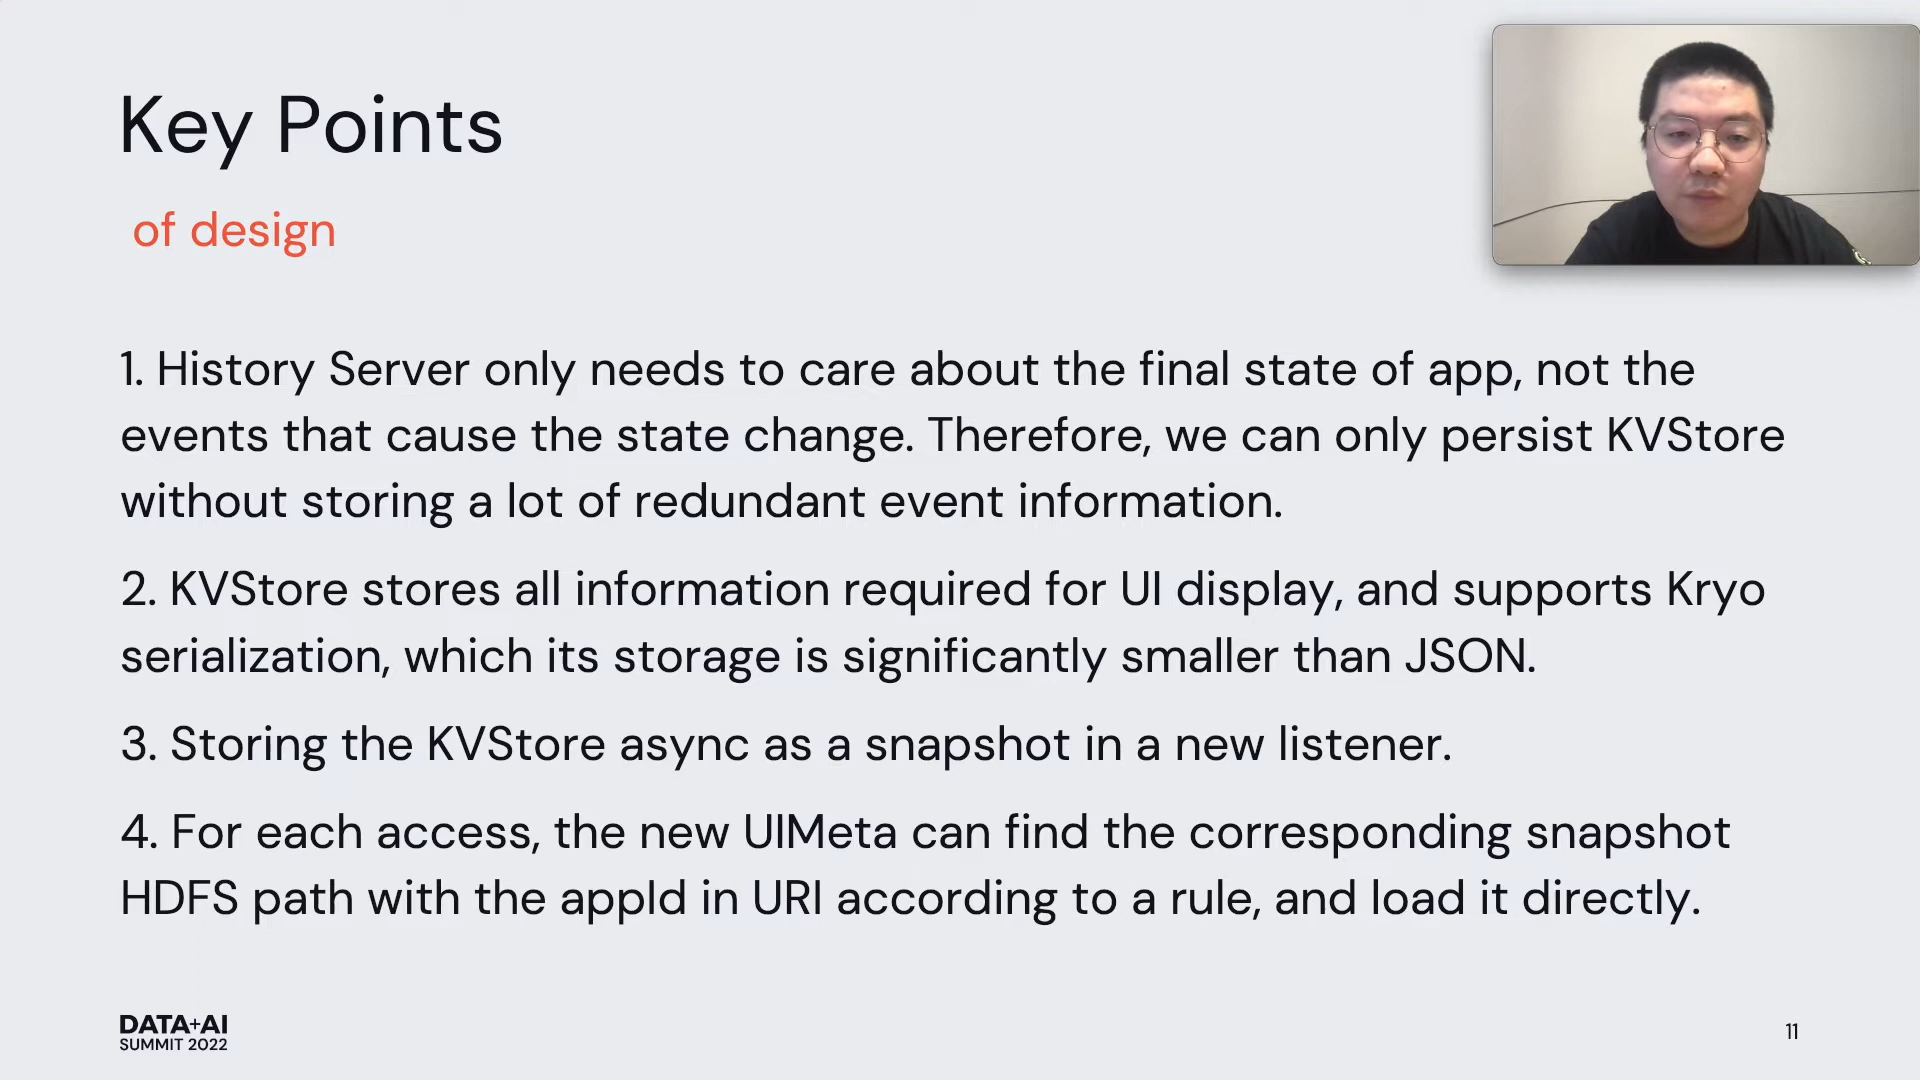 Key Points
of design
1. History Server only needs to care about the final state of app, not the
events that cause the state change. Therefore, we can only persist KVStore
without storing a lot of redundant event information.
2. KVStore stores all information required for UI display, and supports Kryo
serialization, which its storage is significantly smaller than JSON.
3. Storing the KVStore async as a snapshot in a new listener.
4. For each access, the new UIMeta can find the corresponding snapshot
HDFS path with the appId in URI according to a rule, and load it directly.
DATA+AI
SUMMIT 2022
11